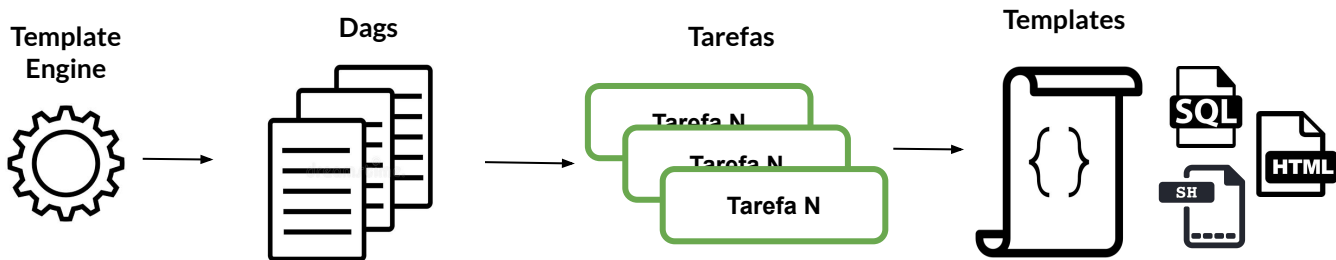 Template
Engine
Dags
Tarefas
Templates
Tarefa N
Tarefa N
Tarefa N
SQL
HTML
SH